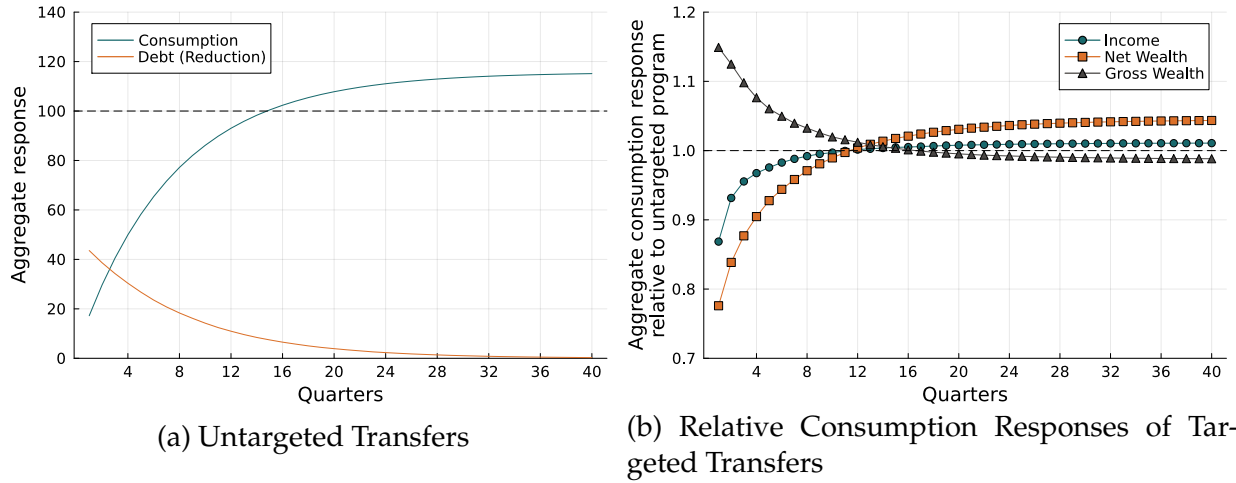 Aggregate response
140
120
100
80
60
40
20
0
Consumption
Debt (Reduction)
4 8 12 16 20 24 28 32 36 40
Quarters
(a) Untargeted Transfers
Aggregate consumption response
relative to untargeted program
1.2
1.1
1.0
0.9
0.8
0.7
Income
Net Wealth
Gross Wealth
4 8 12 16 20 24 28 32 36 40
Quarters
(b) Relative Consumption Responses of Tar-
geted Transfers